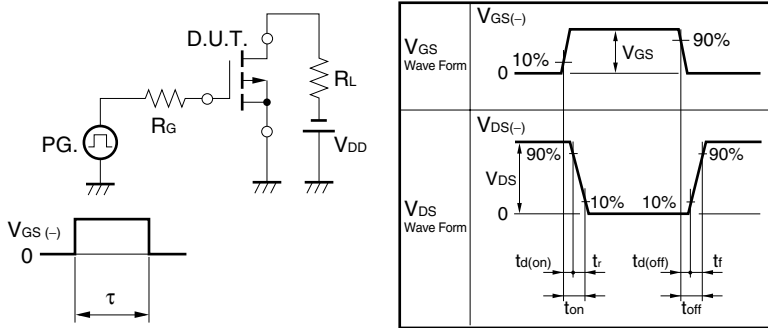 D.U.T.
RL
RG
PG.
VDD
VGS (−)
0
τ
VGS
Wave Form
VGS(−)
10%
VGS
90%
0
VDS
Wave Form
VDS(−)
90%
90%
VDS
10%
10%
0
td(on)
tr
td(off)
tf
ton
toff